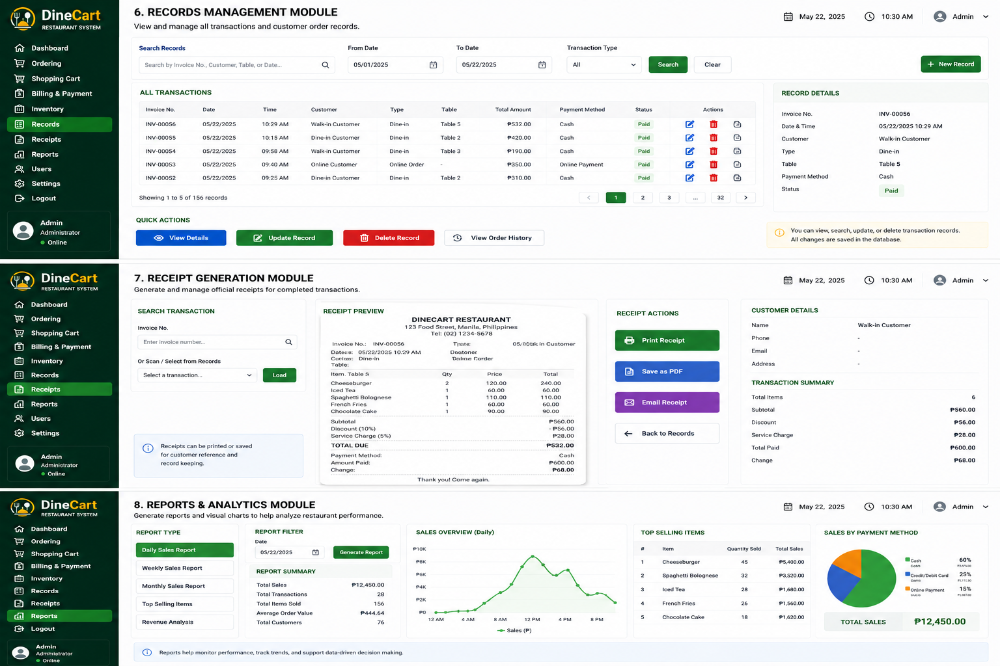 DineCart
RESTAURANT SYSTEM
Dashboard
Ordering
Shopping Cart
Billing & Payment
Inventory
Records
Receipts
Reports
Users
Settings
Logout
Admin
Administrator
Online
6. RECORDS MANAGEMENT MODULE
View and manage all transactions and customer order records.
May 22, 2025 10:30 AM Admin
Search Records From Date To Date Transaction Type
Search by Invoice No., Customer, Table, or Date... 05/01/2025 05/22/2025 All Search Clear + New Record
ALL TRANSACTIONS
Invoice No. Date Time Customer Type Table Total Amount Payment Method Status Actions
INV-00056 05/22/2025 10:29 AM Walk-in Customer Dine-in Table 5 ₱532.00 Cash Paid
INV-00055 05/22/2025 10:15 AM Dine-in Customer Dine-in Table 2 ₱420.00 Cash Paid
INV-00054 05/22/2025 09:58 AM Walk-in Customer Dine-in Table 3 ₱190.00 Cash Paid
INV-00053 05/22/2025 09:40 AM Online Customer Online Order - ₱350.00 Online Payment Paid
INV-00052 05/22/2025 09:25 AM Dine-in Customer Dine-in Table 2 ₱310.00 Cash Paid
Showing 1 to 5 of 156 records < 1 2 3 ... 32 >
QUICK ACTIONS
View Details Update Record Delete Record View Order History
RECORD DETAILS
Invoice No. INV-00056
Date & Time 05/22/2025 10:29 AM
Customer Walk-in Customer
Type Dine-in
Table Table 5
Payment Method Cash
Status Paid
You can view, search, update, or delete transaction records.
All changes are saved in the database.
DineCart
RESTAURANT SYSTEM
Dashboard
Ordering
Shopping Cart
Billing & Payment
Inventory
Records
Receipts
Reports
Users
Settings
Admin
Administrator
Online
7. RECEIPT GENERATION MODULE
Generate and manage official receipts for completed transactions.
May 22, 2025 10:30 AM Admin
SEARCH TRANSACTION
Invoice No.
Enter invoice number...
Or Scan / Select from Records
Select a transaction... Load
Receipts can be printed or saved
for customer reference and
record keeping.
RECEIPT PREVIEW
DINECART RESTAURANT
123 Food Street, Manila, Philippines
Tel: (02) 1234-5678
Invoice No.: INV-00056 in Customer
05/22/2025 10.29 AM
Dine-in
Table:
Item. Table 5 Qty Price Total
Cheeseburger 2 120.00 240.00
Iced Tea 1 60.00 60.00
Spaghetti Bolognese 1 110.00 110.00
French Fries 1 60.00 60.00
Chocolate Cake 1 90.00 90.00
Subtotal ₱560.00
Discount (10%) - ₱56.00
Service Charge (5%) ₱28.00
TOTAL DUE ₱532.00
Payment Method: Cash
Amount Paid: ₱600.00
Change: ₱68.00
Thank you! Come again.
RECEIPT ACTIONS
Print Receipt
Save as PDF
Email Receipt
Back to Records
CUSTOMER DETAILS
Name Walk-in Customer
Phone -
Email -
Address -
TRANSACTION SUMMARY
Total Items 6
Subtotal ₱560.00
Discount ₱56.00
Service Charge ₱28.00
Total Paid ₱600.00
Change ₱68.00
DineCart
RESTAURANT SYSTEM
Dashboard
Ordering
Shopping Cart
Billing & Payment
Inventory
Records
Receipts
Reports
Logout
Admin
Online
8. REPORTS & ANALYTICS MODULE
Generate reports and visual charts to help analyze restaurant performance.
May 22, 2025 10:30 AM Admin
REPORT TYPE
Daily Sales Report
Weekly Sales Report
Monthly Sales Report
Top Selling Items
Revenue Analysis
REPORT FILTER
Date
05/22/2025 Generate Report
REPORT SUMMARY
Total Sales ₱12,450.00
Total Transactions 28
Total Items Sold 156
Average Order Value ₱444.64
Total Customers 76
SALES OVERVIEW (Daily)
₱10K
₱8K
₱6K
₱4K
₱2K
₱0
12 AM 4 AM 8 AM 12 PM 4 PM 8 PM
Sales (₱)
TOP SELLING ITEMS
# Item Quantity Sold Total Sales
1 Cheeseburger 45 ₱5,400.00
2 Spaghetti Bolognese 32 ₱3,520.00
3 Iced Tea 28 ₱1,680.00
4 French Fries 26 ₱1,560.00
5 Chocolate Cake 18 ₱1,620.00
SALES BY PAYMENT METHOD
Cash 60%
Credit/Debit Card 25%
Online Payment 15%
TOTAL SALES ₱12,450.00
Reports help monitor performance, track trends, and support data-driven decision making.